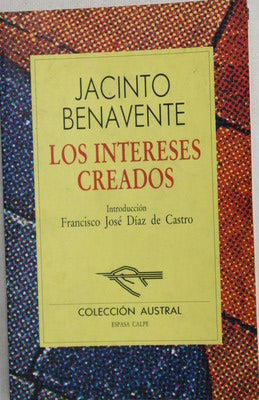 JACINTO
BENAVENTE
LOS INTERESES
CREADOS
Introducción
Francisco José Díaz de Castro
COLECCIÓN AUSTRAL
ESPASA CALPE